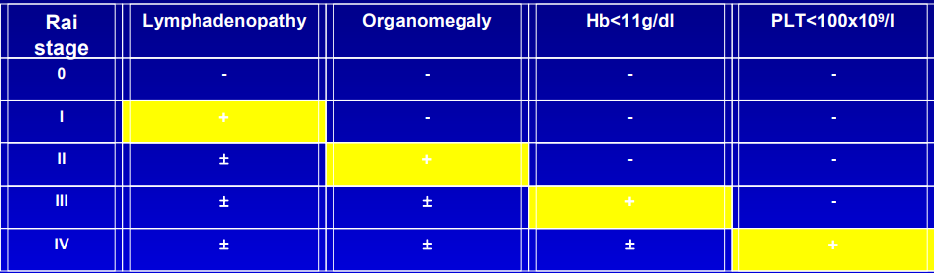 Rai stage Lymphadenopathy Organomegaly Hb<11g/dl PLT<100x10⁹/l
0 - - - -
I + - - -
II ± + - -
III ± ± + -
IV ± ± ± +